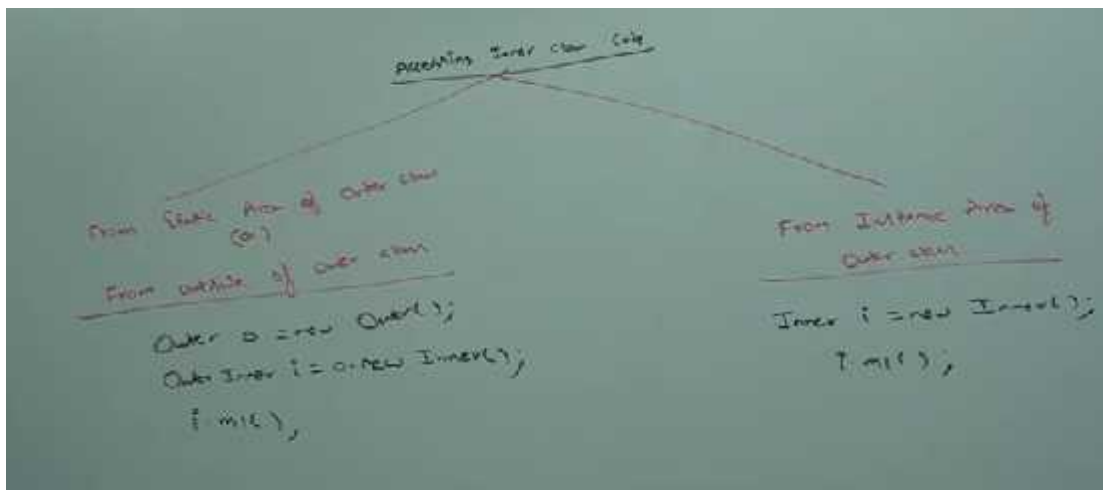 Accessing Inner class Code
From Static Area of Outer class
(or)
From outside of outer class
Outer o = new Outer();
Outer.Inner i = o.new Inner();
i.m1();
From Instance Area of
Outer class
Inner i = new Inner();
i.m1();